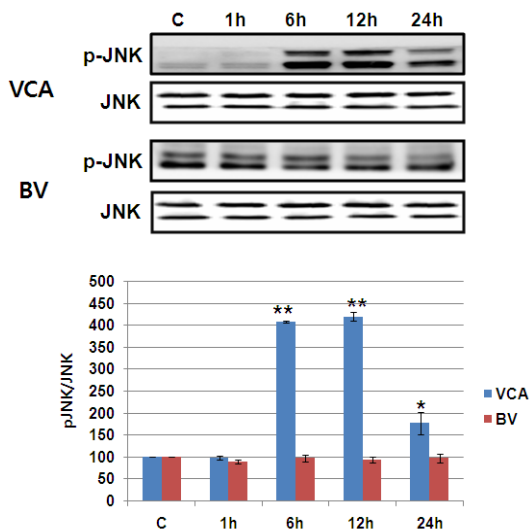 C 1h 6h 12h 24h
p-JNK
VCA
JNK
p-JNK
BV
JNK
500
450
400
350
300
250
200
150
100
50
0
pJNK/JNK
** ** *
C 1h 6h 12h 24h
VCA
BV